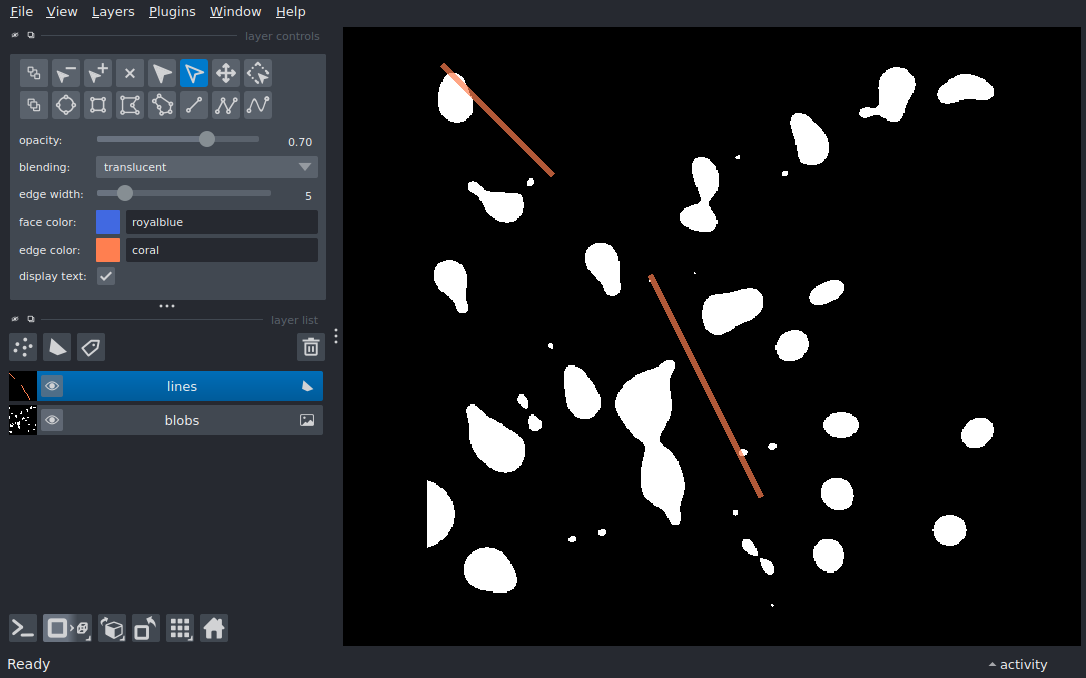 File View Layers Plugins Window Help
layer controls
opacity: 0.70
blending: translucent
edge width: 5
face color: royalblue
edge color: coral
display text:
layer list
lines
blobs
Ready
activity